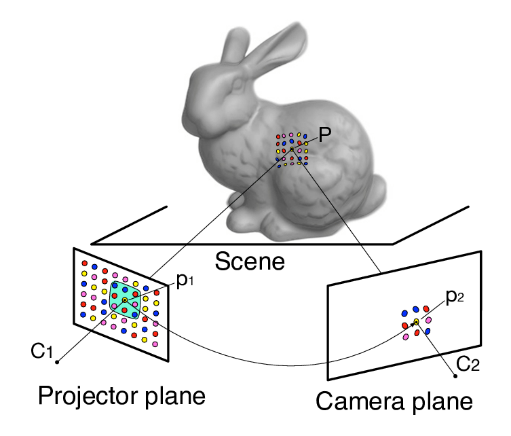 P
Scene
p1
p2
C1
C2
Projector plane
Camera plane